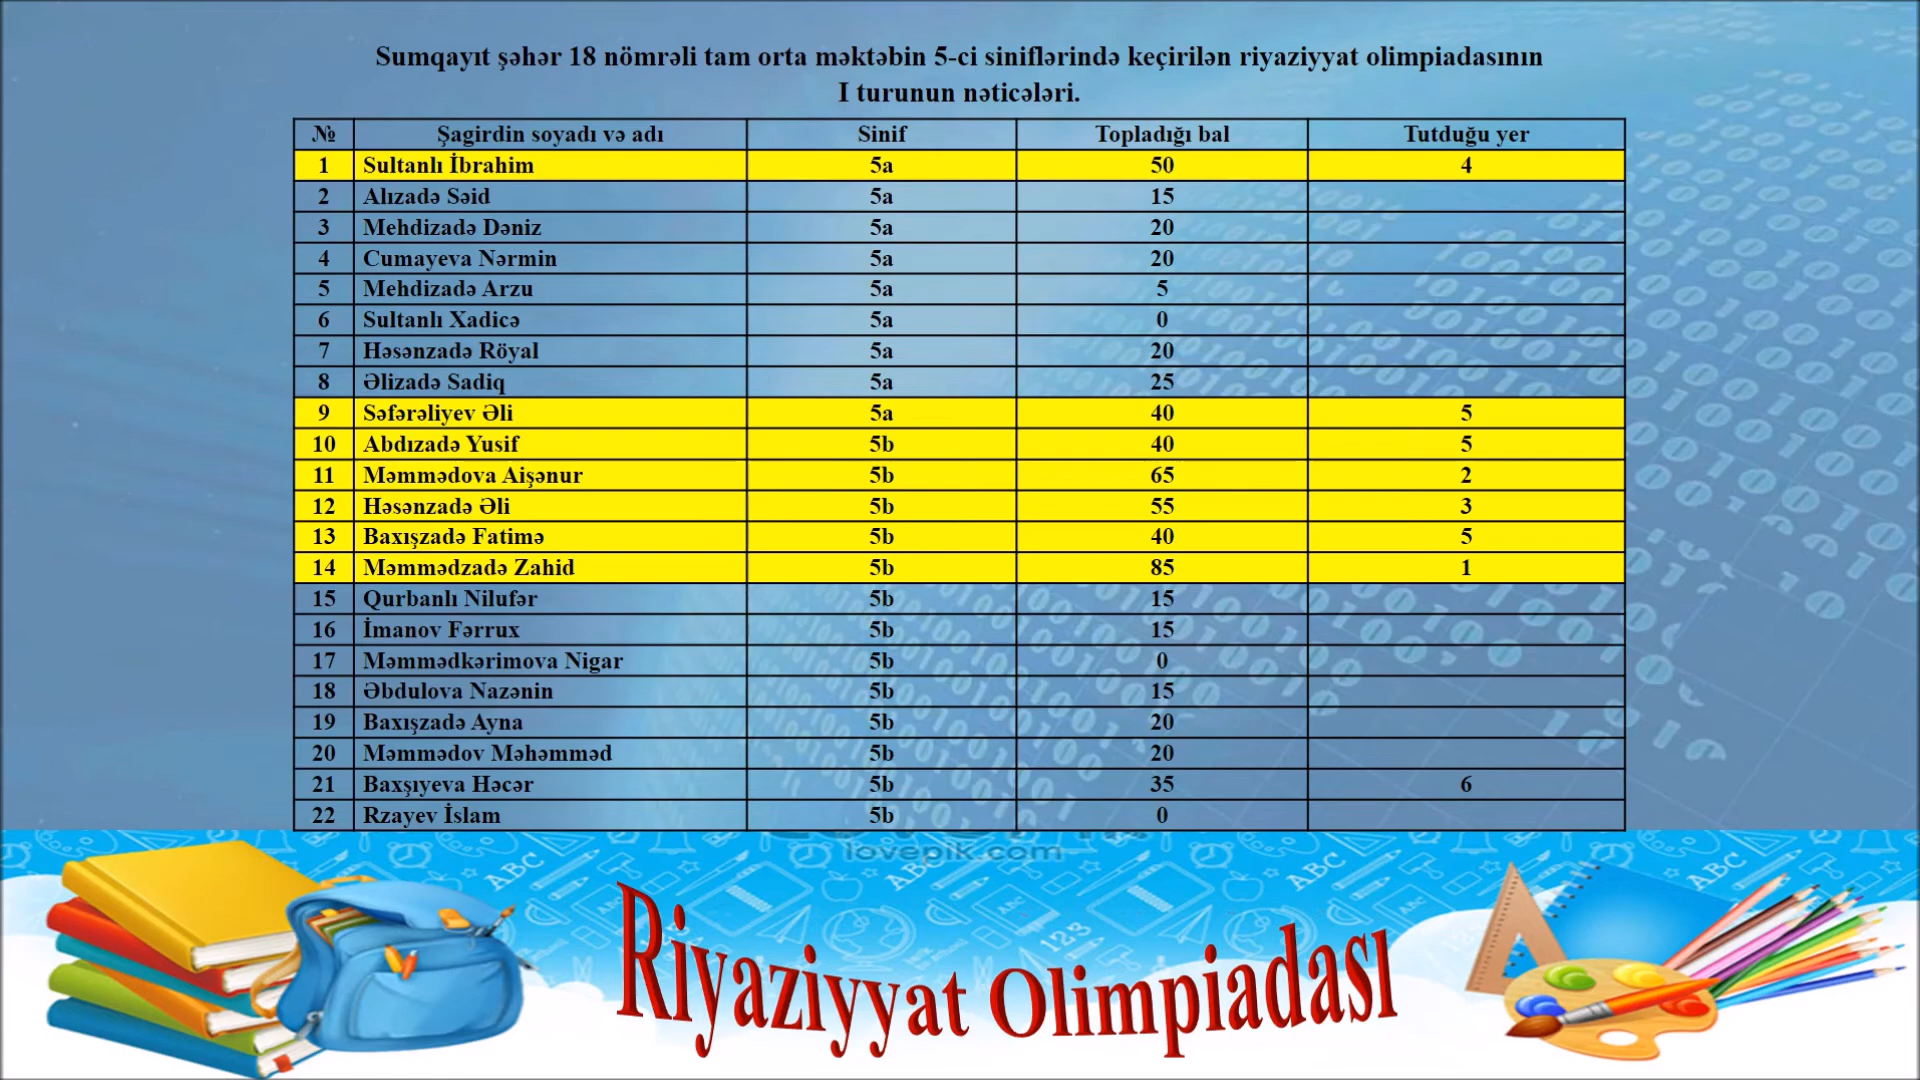 Sumqayıt şəhər 18 nömrəli tam orta məktəbin 5-ci siniflərində keçirilən riyaziyyat olimpiadasının
I turunun nəticələri.
№ Şagirdin soyadı və adı Sinif Topladığı bal Tutduğu yer
1 Sultanlı İbrahim 5a 50 4
2 Alızadə Səid 5a 15
3 Mehdizadə Dəniz 5a 20
4 Cumayeva Nərmin 5a 20
5 Mehdizadə Arzu 5a 5
6 Sultanlı Xadicə 5a 0
7 Həsənzadə Röyal 5a 20
8 Əlizadə Sadiq 5a 25
9 Səfərəliyev Əli 5a 40 5
10 Abdızadə Yusif 5b 40 5
11 Məmmədova Aişənur 5b 65 2
12 Həsənzadə Əli 5b 55 3
13 Baxışzadə Fatimə 5b 40 5
14 Məmmədzadə Zahid 5b 85 1
15 Qurbanlı Nilufər 5b 15
16 İmanov Fərrux 5b 15
17 Məmmədkərimova Nigar 5b 0
18 Əbdulova Nazənin 5b 15
19 Baxışzadə Ayna 5b 20
20 Məmmədov Məhəmməd 5b 20
21 Baxşıyeva Həcər 5b 35 6
22 Rzayev İslam 5b 0
lovepik.com
Riyaziyyat Olimpiadası